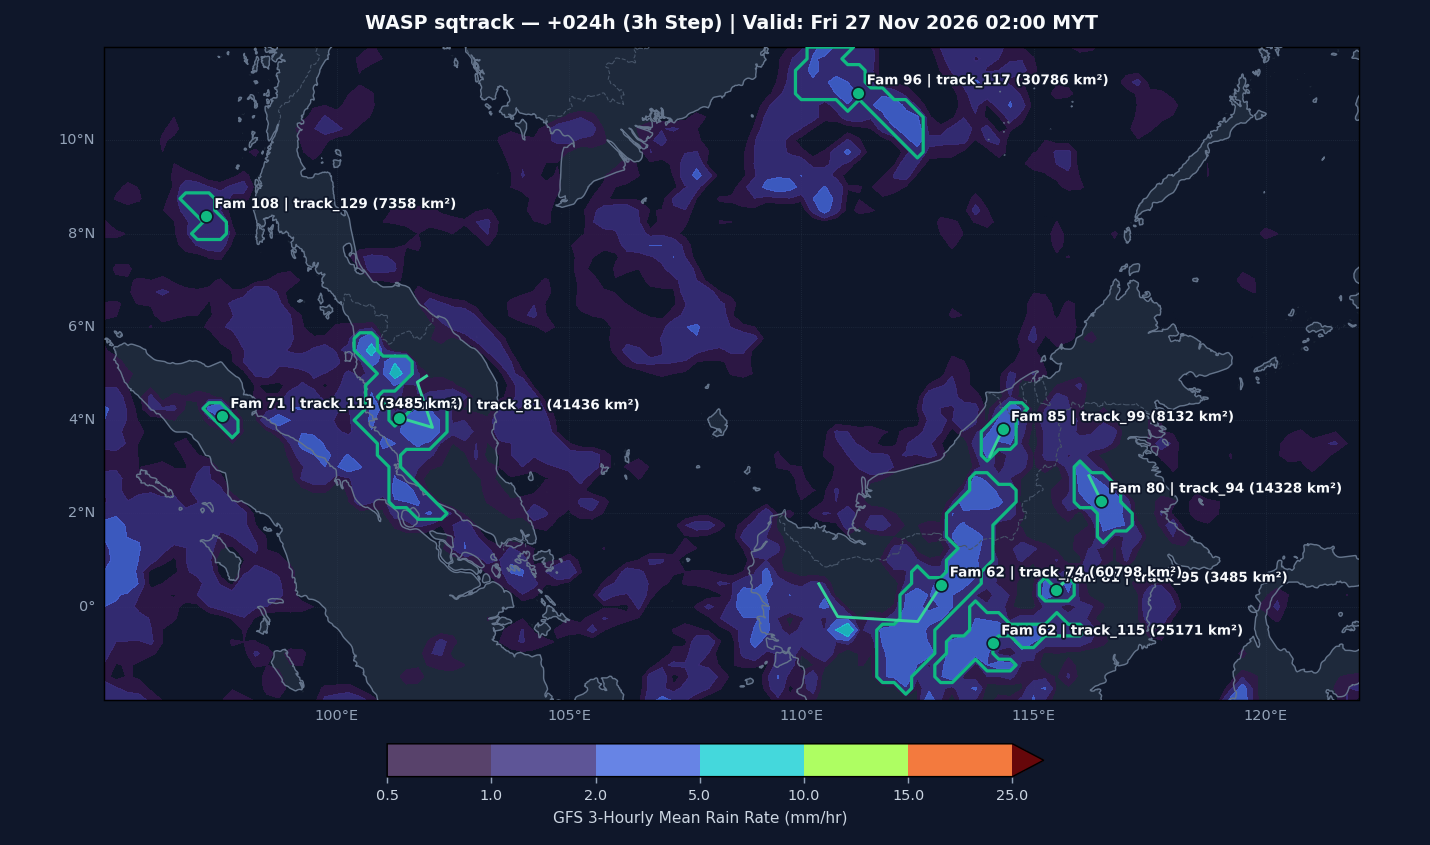 WASP sqtrack — +024h (3h Step) | Valid: Fri 27 Nov 2026 02:00 MYT
Fam 96 | track_117 (30786 km²)
10°N
Fam 108 | track_129 (7358 km²)
8°N
6°N
Fam 71 | track_111 (3485 km²)
| track_81 (41436 km²)
4°N
Fam 85 | track_99 (8132 km²)
Fam 80 | track_94 (14328 km²)
2°N
Fam 62 | track_74 (60798 km²)
track_95 (3485 km²)
0°
Fam 62 | track_115 (25171 km²)
100°E 105°E 110°E 115°E 120°E
0.5 1.0 2.0 5.0 10.0 15.0 25.0
GFS 3-Hourly Mean Rain Rate (mm/hr)